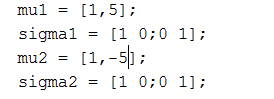 mu1 = [1,5];
sigma1 = [1 0;0 1];
mu2 = [1,-5];
sigma2 = [1 0;0 1];